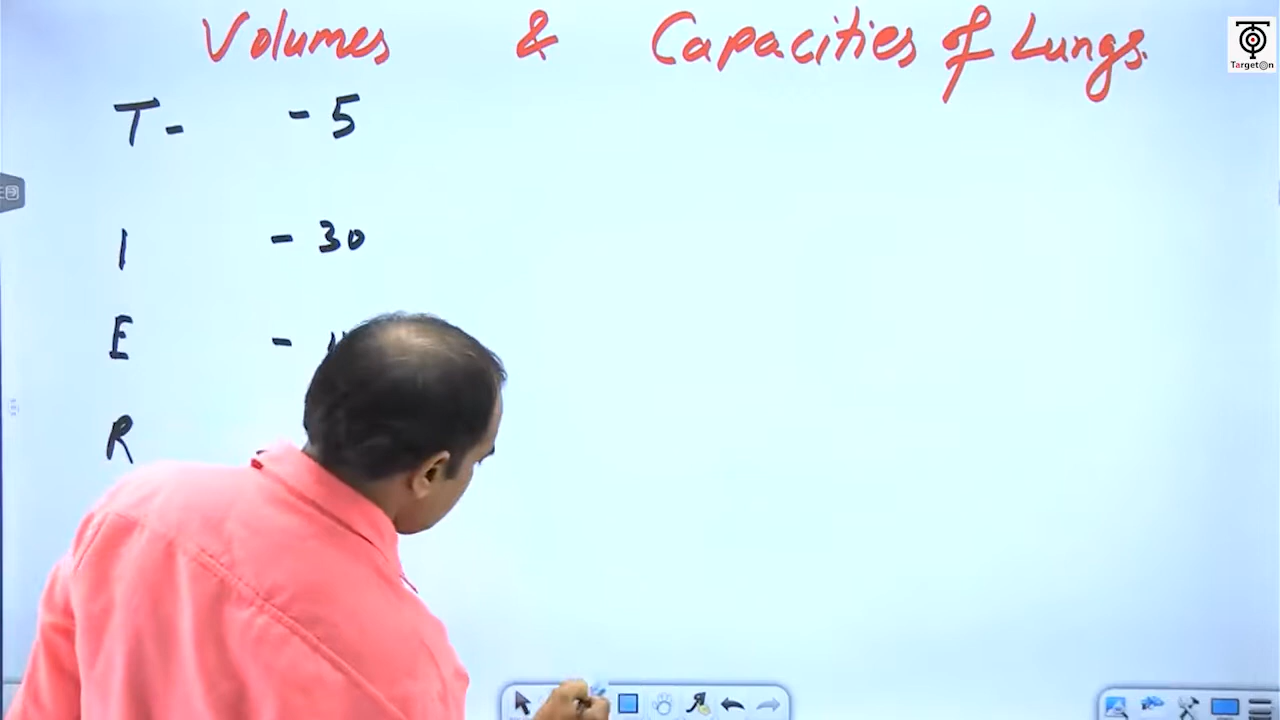 Volumes & Capacities of Lungs.
TargetOn
T - - 5
I - 30
E -
R